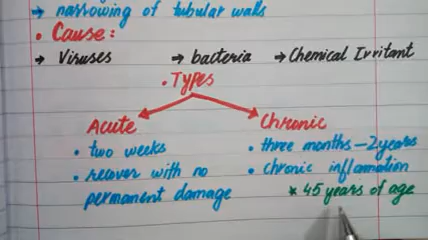 → narrowing of tubular walls
• Cause:
→ Viruses → bacteria → Chemical Irritant
• Types
Acute Chronic
• two weeks • three months - 2 years
• recover with no • chronic inflamation
permanent damage * 45 years of age